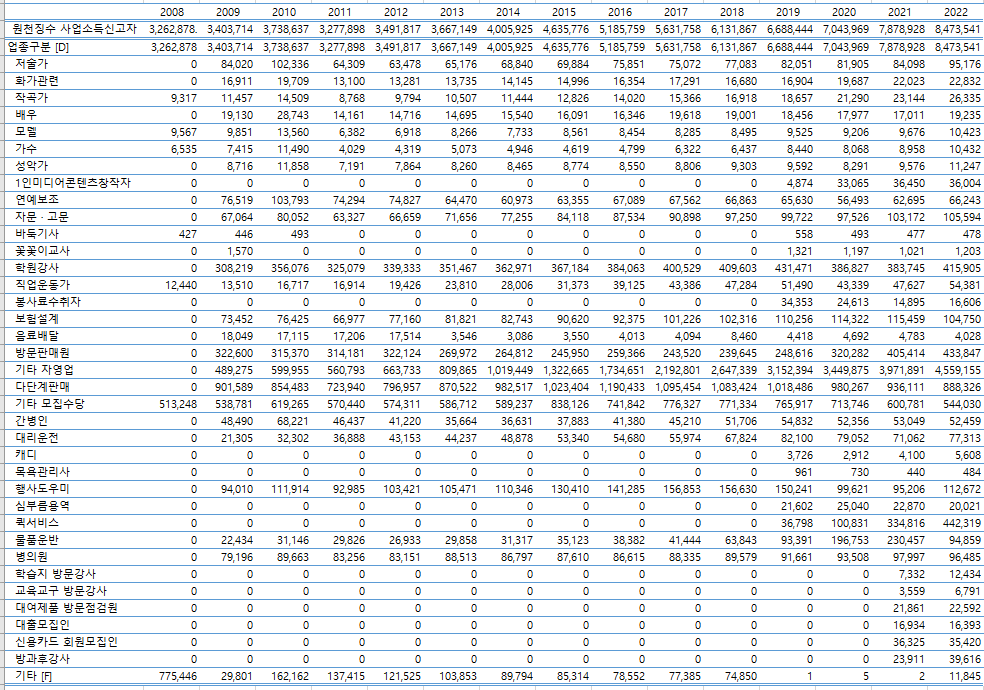 2008 2009 2010 2011 2012 2013 2014 2015 2016 2017 2018 2019 2020 2021 2022
원천징수 사업소득신고자 3,262,878. 3,403,714 3,738,637 3,277,898 3,491,817 3,667,149 4,005,925 4,635,776 5,185,759 5,631,758 6,131,867 6,688,444 7,043,969 7,878,928 8,473,541
업종구분 [D] 3,262,878 3,403,714 3,738,637 3,277,898 3,491,817 3,667,149 4,005,925 4,635,776 5,185,759 5,631,758 6,131,867 6,688,444 7,043,969 7,878,928 8,473,541
저술가 0 84,020 102,336 64,309 63,478 65,176 68,840 69,884 75,851 75,072 77,083 82,051 81,905 84,098 95,176
화가관련 0 16,911 19,709 13,100 13,281 13,735 14,145 14,996 16,354 17,291 16,680 16,904 19,687 22,023 22,832
작곡가 9,317 11,457 14,509 8,768 9,794 10,507 11,444 12,826 14,020 15,366 16,918 18,657 21,290 23,144 26,335
배우 0 19,130 28,743 14,161 14,716 14,695 15,540 16,091 16,346 19,618 19,001 18,456 17,977 17,011 19,235
모델 9,567 9,851 13,560 6,382 6,918 8,266 7,733 8,561 8,454 8,285 8,495 9,525 9,206 9,676 10,423
가수 6,535 7,415 11,490 4,029 4,319 5,073 4,946 4,619 4,799 6,322 6,437 8,440 8,068 8,958 10,432
성악가 0 8,716 11,858 7,191 7,864 8,260 8,465 8,774 8,550 8,806 9,303 9,592 8,291 9,576 11,247
1인미디어콘텐츠창작자 0 0 0 0 0 0 0 0 0 0 0 4,874 33,065 36,450 36,004
연예보조 0 76,519 103,793 74,294 74,827 64,470 60,973 63,355 67,089 67,562 66,863 65,630 56,493 62,695 66,243
자문·고문 0 67,064 80,052 63,327 66,659 71,656 77,255 84,118 87,534 90,898 97,250 99,722 97,526 103,172 105,594
바둑기사 427 446 493 0 0 0 0 0 0 0 0 558 493 477 478
꽃꽂이교사 0 1,570 0 0 0 0 0 0 0 0 0 1,321 1,197 1,021 1,203
학원강사 0 308,219 356,076 325,079 339,333 351,467 362,971 367,184 384,063 400,529 409,603 431,471 386,827 383,745 415,905
직업운동가 12,440 13,510 16,717 16,914 19,426 23,810 28,006 31,373 39,125 43,386 47,284 51,490 43,339 47,627 54,381
봉사료수취자 0 0 0 0 0 0 0 0 0 0 0 34,353 24,613 14,895 16,606
보험설계 0 73,452 76,425 66,977 77,160 81,821 82,743 90,620 92,375 101,226 102,316 110,256 114,322 115,459 104,750
음료배달 0 18,049 17,115 17,206 17,514 3,546 3,086 3,550 4,013 4,094 8,460 4,418 4,692 4,783 4,028
방문판매원 0 322,600 315,370 314,181 322,124 269,972 264,812 245,950 259,366 243,520 239,645 248,616 320,282 405,414 433,847
기타 자영업 0 489,275 599,955 560,793 663,733 809,865 1,019,449 1,322,665 1,734,651 2,192,801 2,647,339 3,152,394 3,449,875 3,971,891 4,559,155
다단계판매 0 901,589 854,483 723,940 796,957 870,522 982,517 1,023,404 1,190,433 1,095,454 1,083,424 1,018,486 980,267 936,111 888,326
기타 모집수당 513,248 538,781 619,265 570,440 574,311 586,712 589,237 838,126 741,842 776,327 771,334 765,917 713,746 600,781 544,030
간병인 0 48,490 68,221 46,437 41,220 35,664 36,631 37,883 41,380 45,210 51,706 54,832 52,356 53,049 52,459
대리운전 0 21,305 32,302 36,888 43,153 44,237 48,878 53,340 54,680 55,974 67,824 82,100 79,052 71,062 77,313
캐디 0 0 0 0 0 0 0 0 0 0 0 3,726 2,912 4,100 5,608
목욕관리사 0 0 0 0 0 0 0 0 0 0 0 961 730 440 484
행사도우미 0 94,010 111,914 92,985 103,421 105,471 110,346 130,410 141,285 156,853 156,630 150,241 99,621 95,206 112,672
심부름용역 0 0 0 0 0 0 0 0 0 0 0 21,602 25,040 22,870 20,021
퀵서비스 0 0 0 0 0 0 0 0 0 0 0 36,798 100,831 334,816 442,319
물품운반 0 22,434 31,146 29,826 26,933 29,858 31,317 35,123 38,382 41,444 63,843 93,391 196,753 230,457 94,859
병의원 0 79,196 89,663 83,256 83,151 88,513 86,797 87,610 86,615 88,335 89,579 91,661 93,508 97,997 96,485
학습지 방문강사 0 0 0 0 0 0 0 0 0 0 0 0 0 7,332 12,434
교육교구 방문강사 0 0 0 0 0 0 0 0 0 0 0 0 0 3,559 6,791
대여제품 방문점검원 0 0 0 0 0 0 0 0 0 0 0 0 0 21,861 22,592
대출모집인 0 0 0 0 0 0 0 0 0 0 0 0 0 16,934 16,393
신용카드 회원모집인 0 0 0 0 0 0 0 0 0 0 0 0 0 36,325 35,420
방과후강사 0 0 0 0 0 0 0 0 0 0 0 0 0 23,911 39,616
기타 [F] 775,446 29,801 162,162 137,415 121,525 103,853 89,794 85,314 78,552 77,385 74,850 1 5 2 11,845